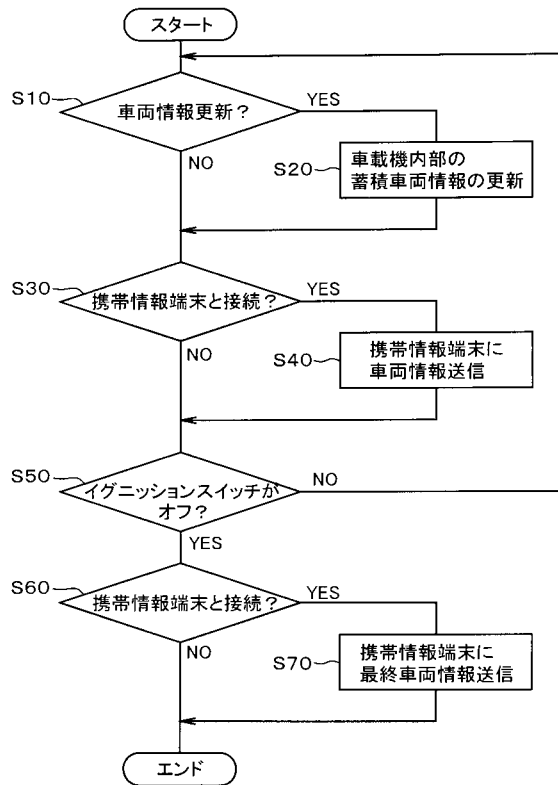 スタート
S10
車両情報更新？
YES
NO
S20
車載機内部の
蓄積車両情報の更新
S30
携帯情報端末と接続？
YES
NO
S40
携帯情報端末に
車両情報送信
S50
イグニッションスイッチが
オフ？
NO
YES
S60
携帯情報端末と接続？
YES
NO
S70
携帯情報端末に
最終車両情報送信
エンド